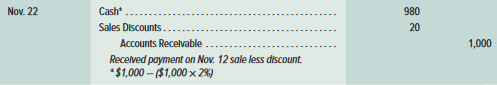 Nov. 22 Cash* ........................................ 980
Sales Discounts ................................. 20
Accounts Receivable ........................... 1,000
Received payment on Nov. 12 sale less discount.
*$1,000 – ($1,000 × 2%)